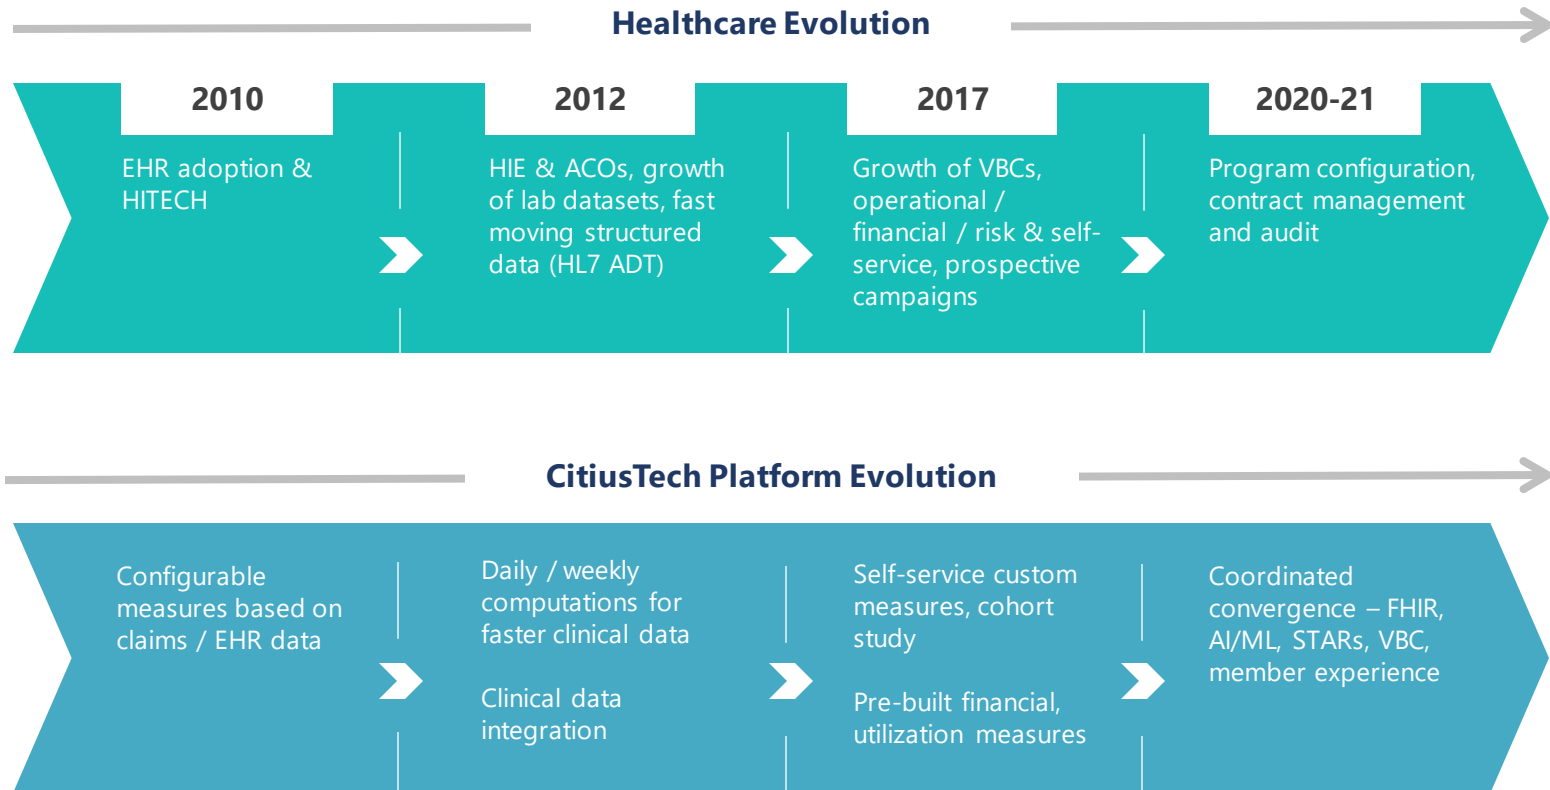 Healthcare Evolution
2010
EHR adoption &
HITECH
2012
HIE & ACOs, growth
of lab datasets, fast
moving structured
data (HL7 ADT)
2017
Growth of VBCs,
operational /
financial / risk & self-
service, prospective
campaigns
2020-21
Program configuration,
contract management
and audit
CitiusTech Platform Evolution
Configurable
measures based on
claims / EHR data
Daily / weekly
computations for
faster clinical data
Clinical data
integration
Self-service custom
measures, cohort
study
Pre-built financial,
utilization measures
Coordinated
convergence – FHIR,
AI/ML, STARs, VBC,
member experience